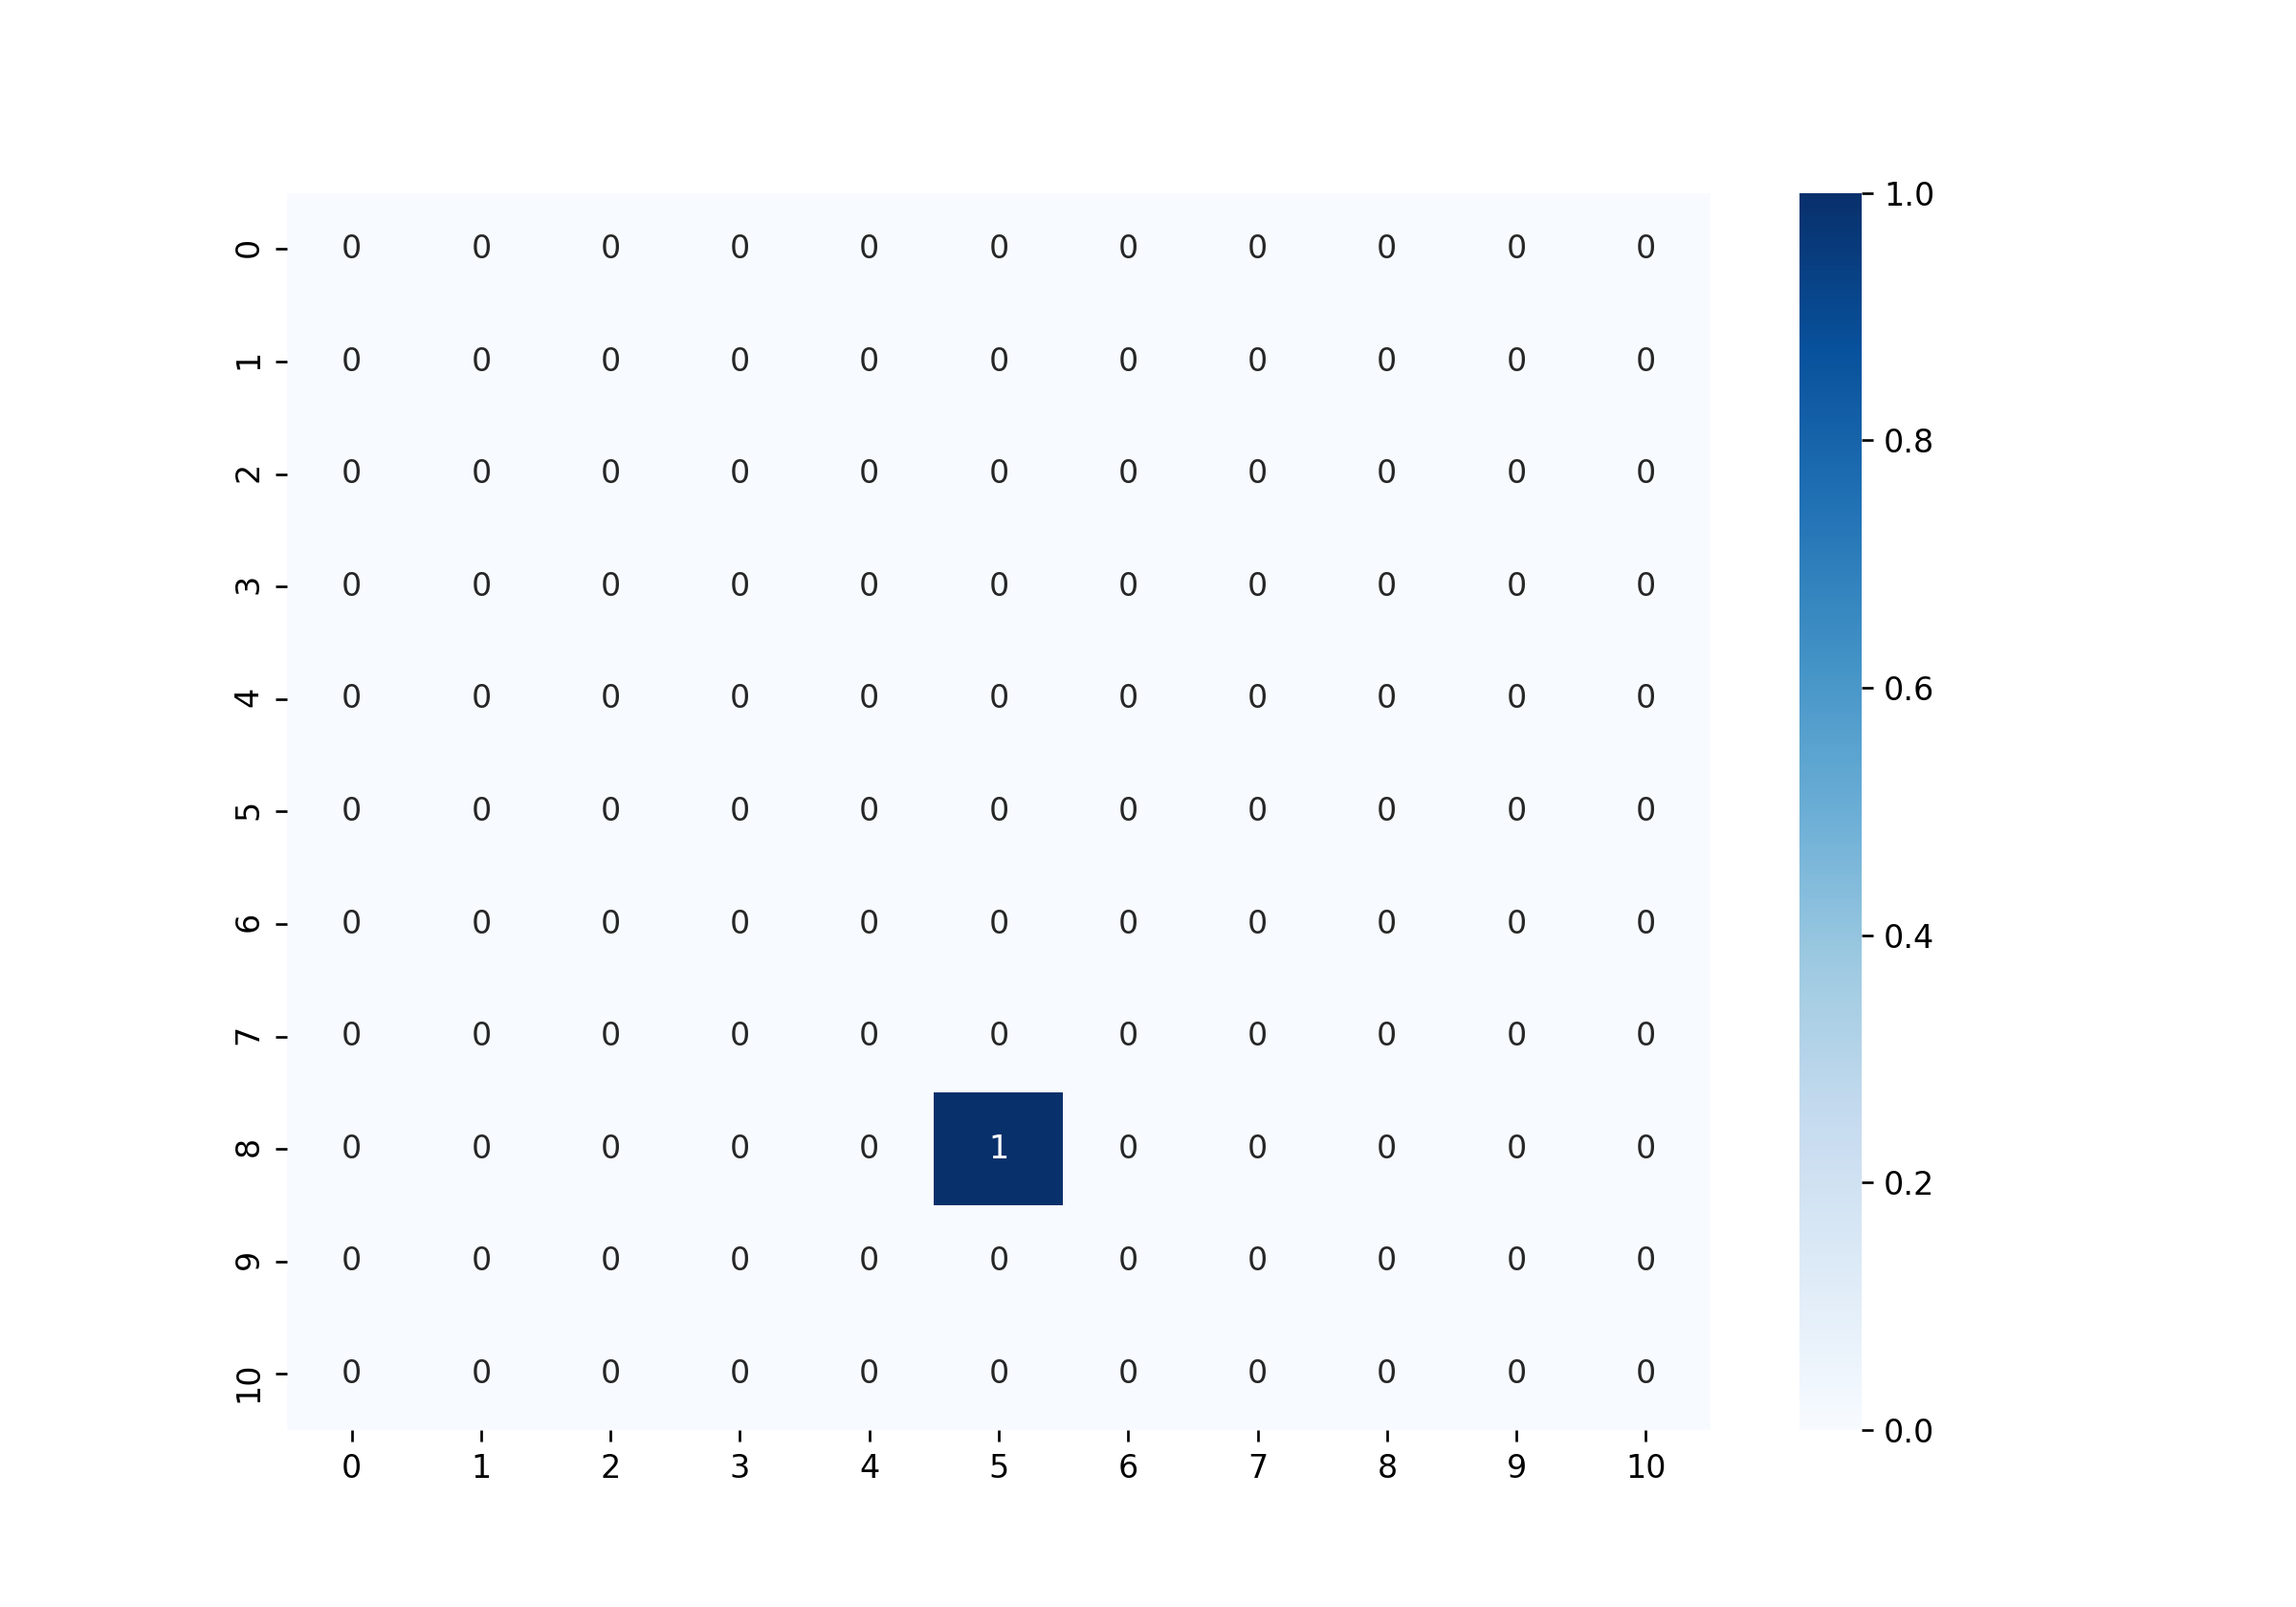 1.0
0 0 0 0 0 0 0 0 0 0 0 0
1 0 0 0 0 0 0 0 0 0 0 0
0.8
2 0 0 0 0 0 0 0 0 0 0 0
3 0 0 0 0 0 0 0 0 0 0 0
0.6
4 0 0 0 0 0 0 0 0 0 0 0
5 0 0 0 0 0 0 0 0 0 0 0
6 0 0 0 0 0 0 0 0 0 0 0
0.4
7 0 0 0 0 0 0 0 0 0 0 0
8 0 0 0 0 0 1 0 0 0 0 0
0.2
9 0 0 0 0 0 0 0 0 0 0 0
10 0 0 0 0 0 0 0 0 0 0 0
0.0
0 1 2 3 4 5 6 7 8 9 10